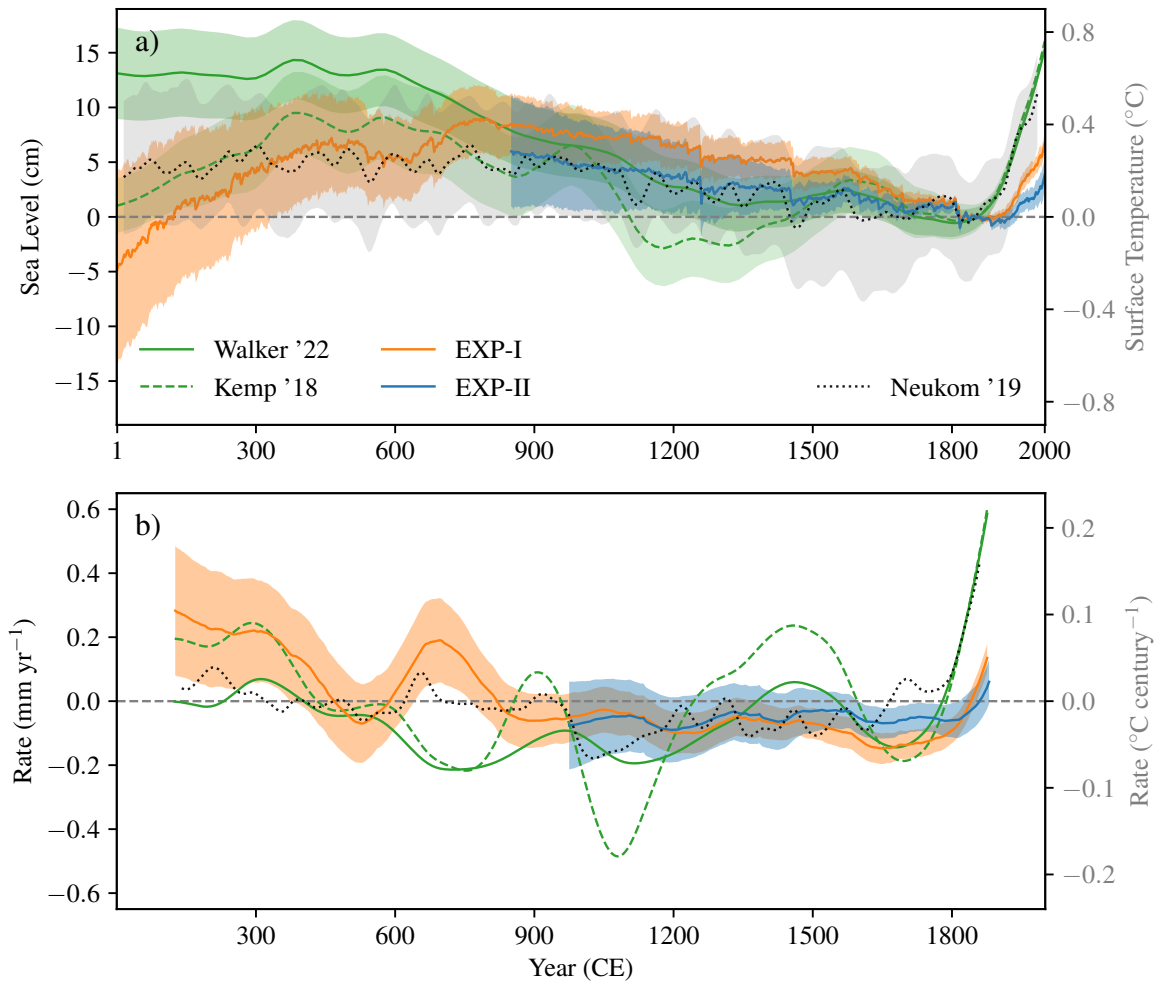 a)
15
10
5
0
−5
−10
−15
Sea Level (cm)
0.8
0.4
0.0
−0.4
−0.8
Surface Temperature (°C)
Walker ’22
Kemp ’18
EXP-I
EXP-II
Neukom ’19
1 300 600 900 1200 1500 1800 2000
b)
0.6
0.4
0.2
0.0
−0.2
−0.4
−0.6
Rate (mm yr⁻¹)
0.2
0.1
0.0
−0.1
−0.2
Rate (°C century⁻¹)
300 600 900 1200 1500 1800
Year (CE)